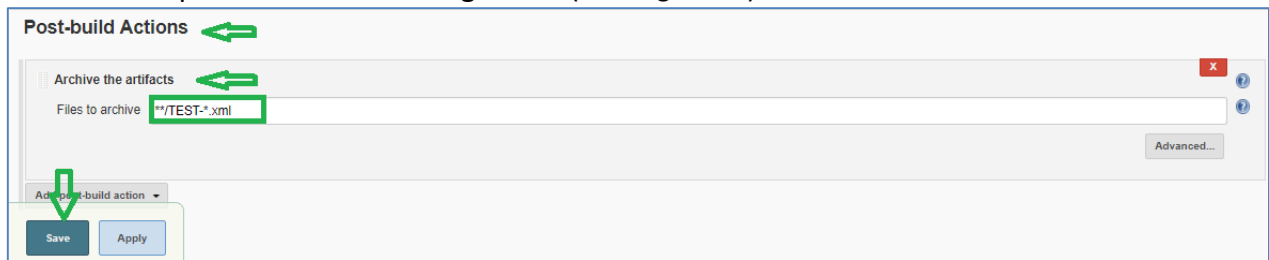 Post-build Actions
Archive the artifacts
X
Files to archive **/TEST-*.xml
Advanced...
Save Apply